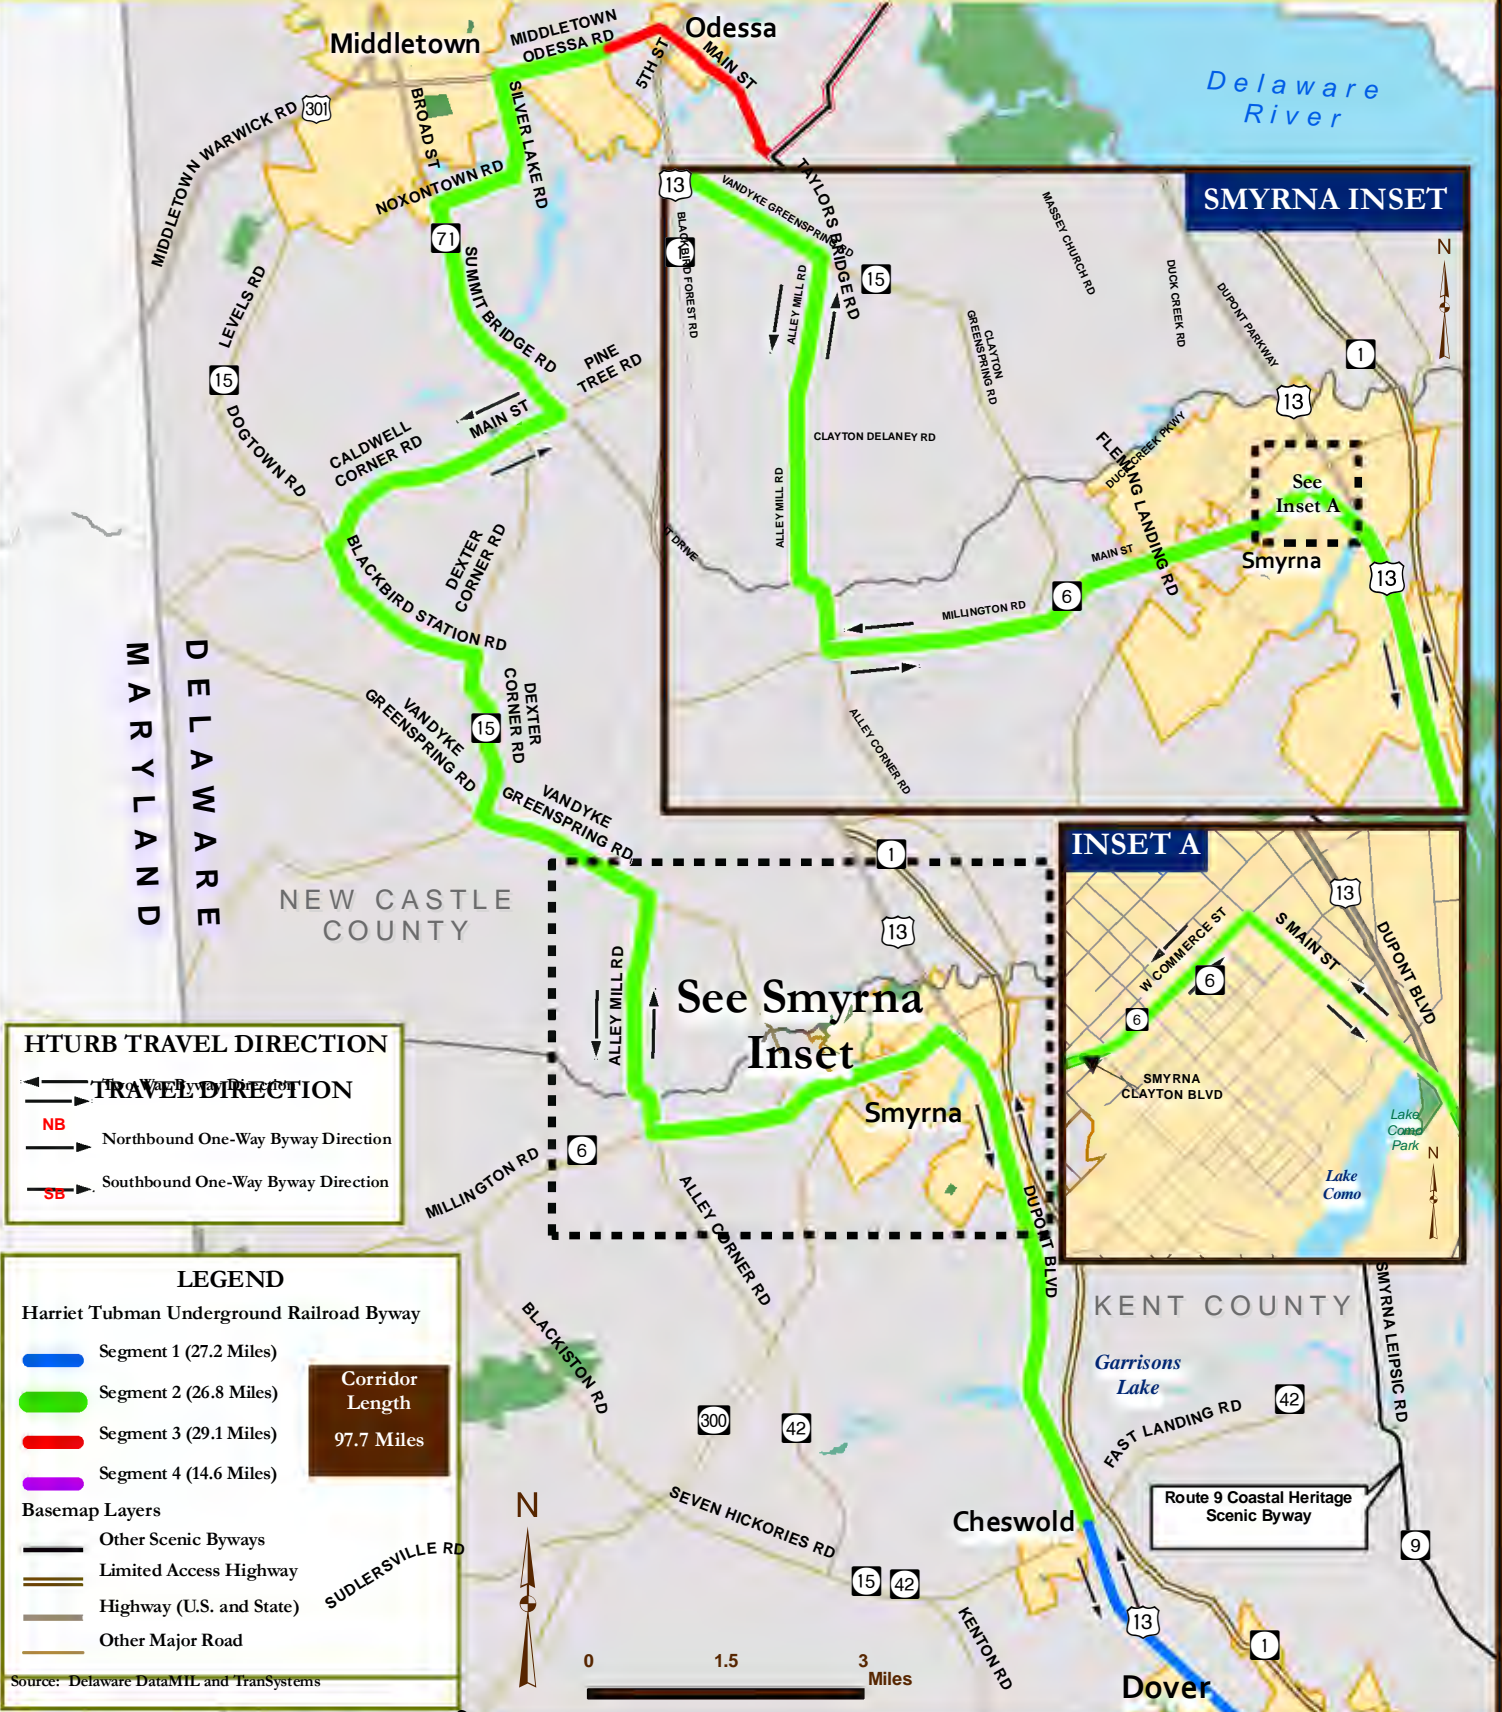 Middletown
MIDDLETOWN
ODESSA RD
Odessa
5TH ST
MAIN ST
Delaware
River
MIDDLETOWN WARWICK RD
301
BROAD ST
SILVER LAKE RD
NOXONTOWN RD
71
SUMMIT BRIDGE RD
LEVELS RD
15
DOGTOWN RD
PINE
TREE RD
MAIN ST
CALDWELL
CORNER RD
DEXTER
CORNER RD
BLACKBIRD STATION RD
DEXTER
CORNER RD
15
VANDYKE
GREENSPRING RD
VANDYKE
GREENSPRING RD
MARYLAND
DELAWARE
NEW CASTLE
COUNTY
TAYLORS BRIDGE RD
SMYRNA INSET
N
13
VANDYKE GREENSPRING RD
BLACKBIRD FOREST RD
15
ALLEY MILL RD
CLAYTON
GREENSPRING RD
MASSEY CHURCH RD
DUCK CREEK RD
DUPONT PARKWAY
1
13
CLAYTON DELANEY RD
DUCK CREEK PKWY
FLEMING LANDING RD
ALLEY MILL RD
See
Inset A
MAIN ST
Smyrna
13
6
MILLINGTON RD
ALLEY CORNER RD
T DRIVE
INSET A
13
W COMMERCE ST
S MAIN ST
DUPONT BLVD
6
6
SMYRNA
CLAYTON BLVD
Lake
Como
Park
Lake
Como
N
1
13
ALLEY MILL RD
See Smyrna
Inset
Smyrna
6
MILLINGTON RD
ALLEY CORNER RD
DUPONT BLVD
HTURB TRAVEL DIRECTION
Two-Way Byway Direction
TRAVEL DIRECTION
NB
Northbound One-Way Byway Direction
SB
Southbound One-Way Byway Direction
LEGEND
Harriet Tubman Underground Railroad Byway
Segment 1 (27.2 Miles)
Segment 2 (26.8 Miles)
Segment 3 (29.1 Miles)
Segment 4 (14.6 Miles)
Corridor
Length
97.7 Miles
Basemap Layers
Other Scenic Byways
Limited Access Highway
Highway (U.S. and State)
Other Major Road
Source: Delaware DataMIL and TranSystems
KENT COUNTY
SMYRNA LEIPSIC RD
Garrisons
Lake
42
FAST LANDING RD
BLACKISTON RD
300
42
SEVEN HICKORIES RD
SUDLERSVILLE RD
N
Route 9 Coastal Heritage
Scenic Byway
9
Cheswold
15
42
KENTON RD
13
1
Dover
0
1.5
3
Miles